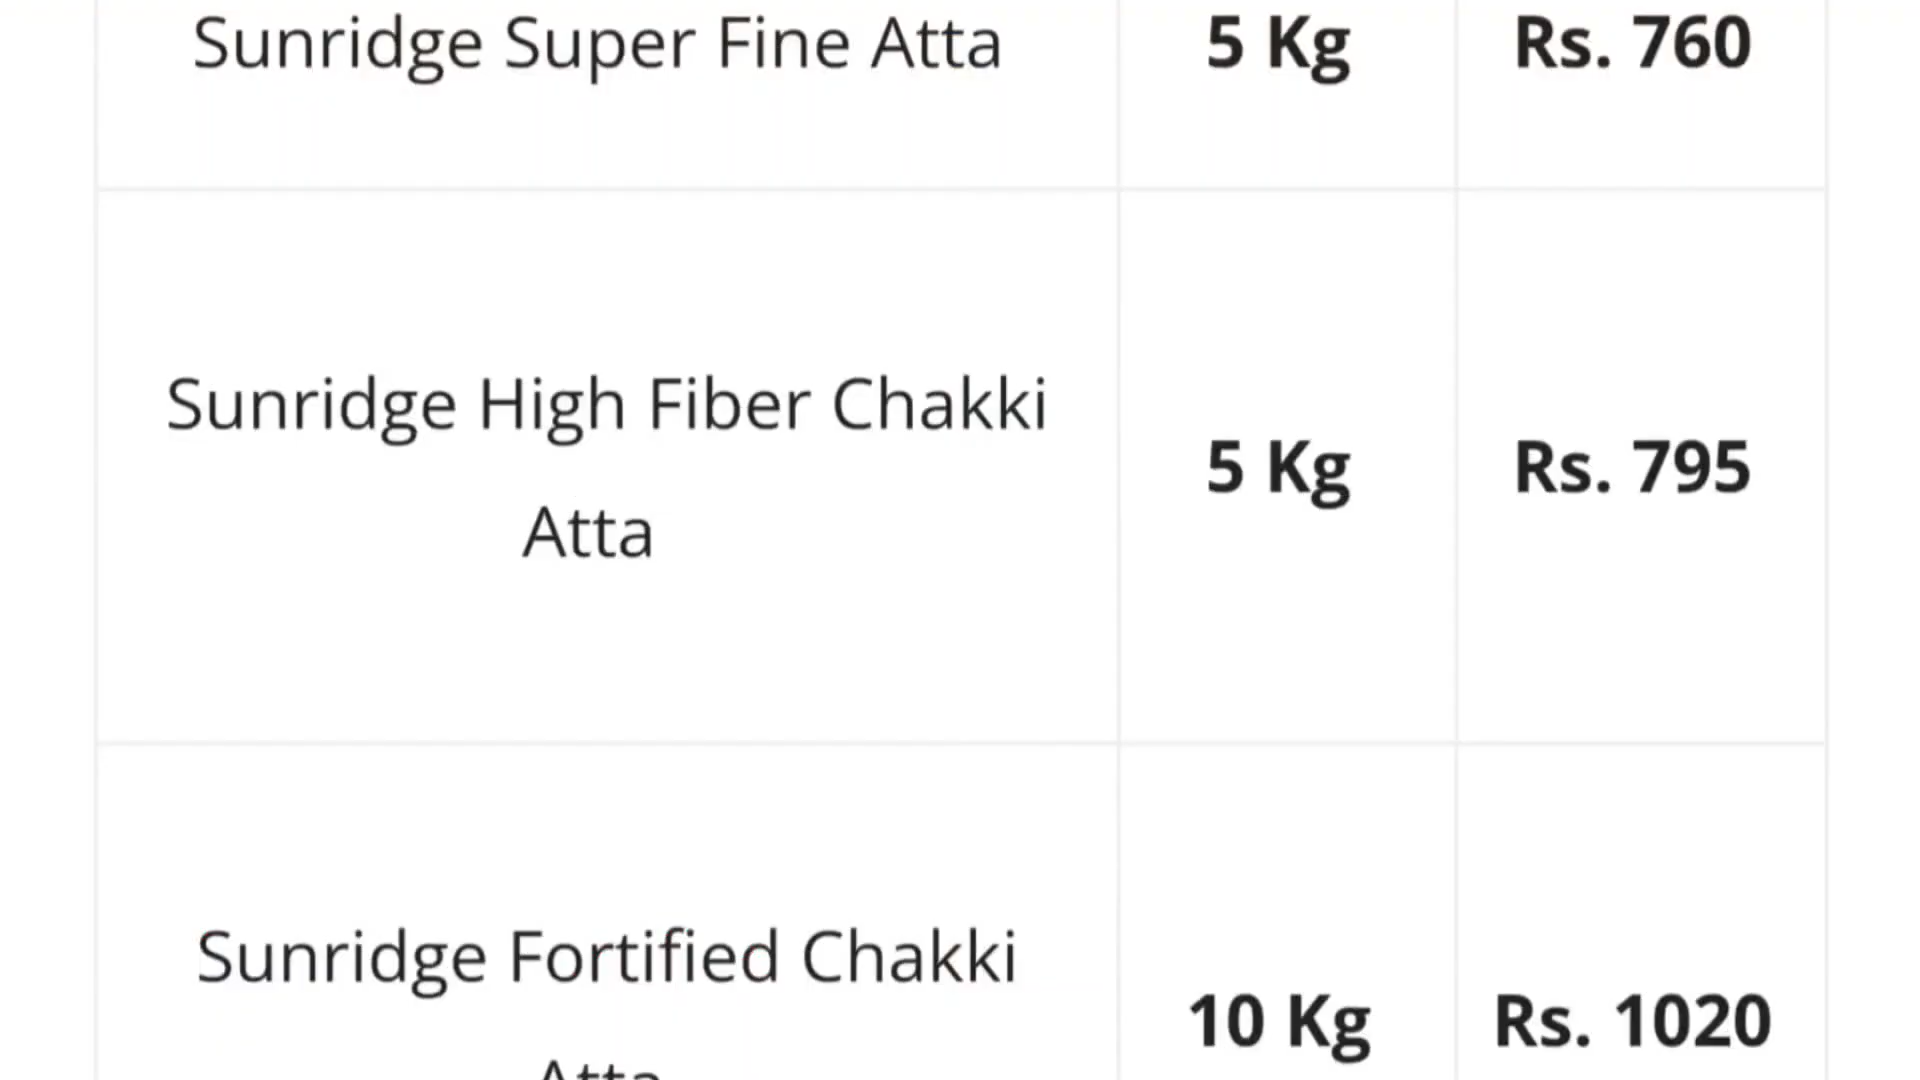 Sunridge Super Fine Atta 5 Kg Rs. 760
Sunridge High Fiber Chakki
Atta
5 Kg Rs. 795
Sunridge Fortified Chakki
Atta
10 Kg Rs. 1020